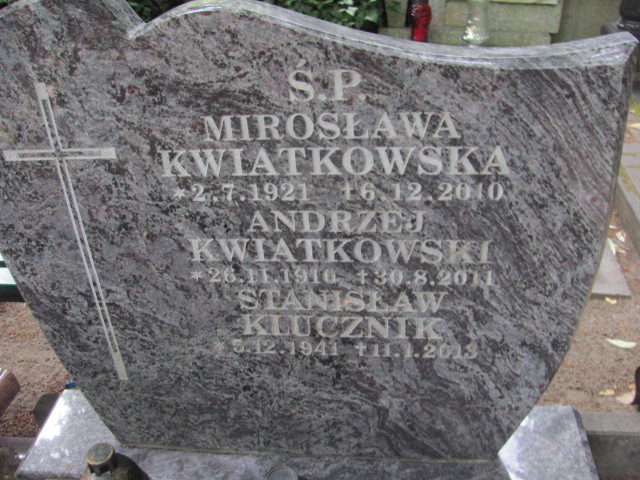 Ś.P.
MIROSŁAWA
KWIATKOWSKA
*2.7.1921 †6.12.2010
ANDRZEJ
KWIATKOWSKI
*26.11.1916 †30.8.2011
STANISŁAW
KLUCZNIK
*5.12.1941 †11.1.2013